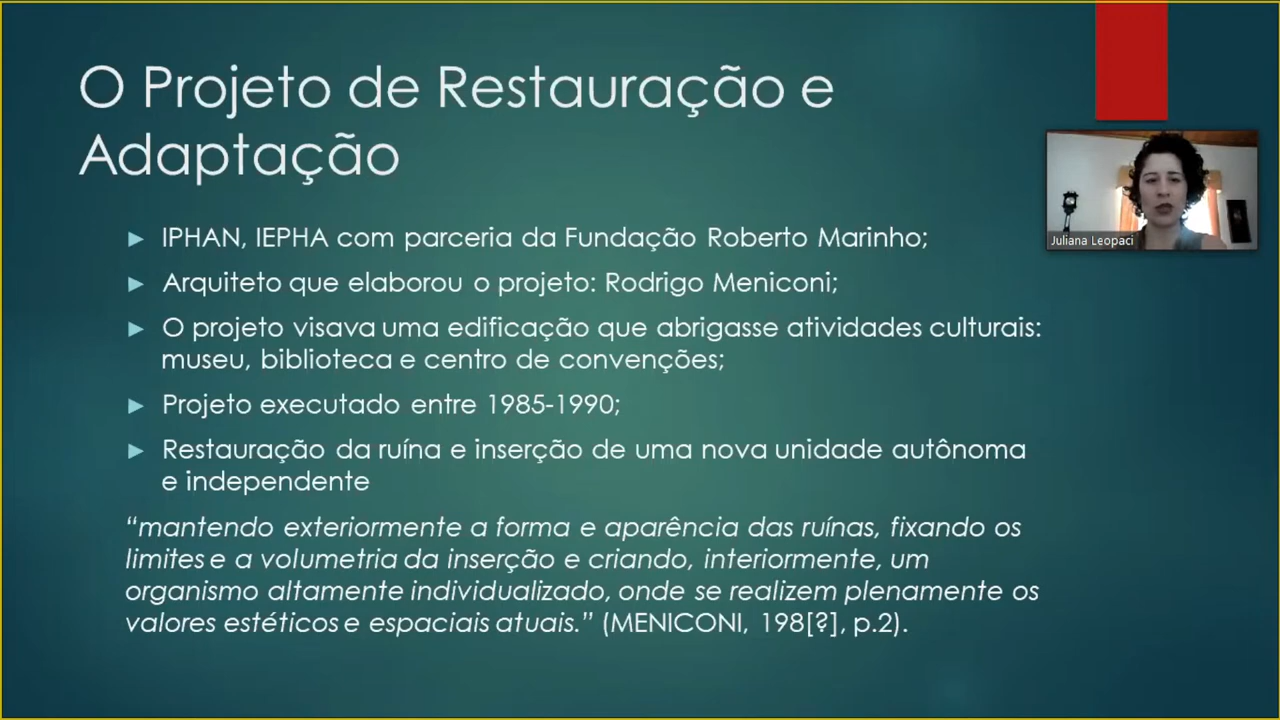 O Projeto de Restauração e
Adaptação
IPHAN, IEPHA com parceria da Fundação Roberto Marinho;
Arquiteto que elaborou o projeto: Rodrigo Meniconi;
O projeto visava uma edificação que abrigasse atividades culturais:
museu, biblioteca e centro de convenções;
Projeto executado entre 1985-1990;
Restauração da ruína e inserção de uma nova unidade autônoma
e independente
“mantendo exteriormente a forma e aparência das ruínas, fixando os
limites e a volumetria da inserção e criando, interiormente, um
organismo altamente individualizado, onde se realizem plenamente os
valores estéticos e espaciais atuais.” (MENICONI, 198[?], p.2).
Juliana Leopaci